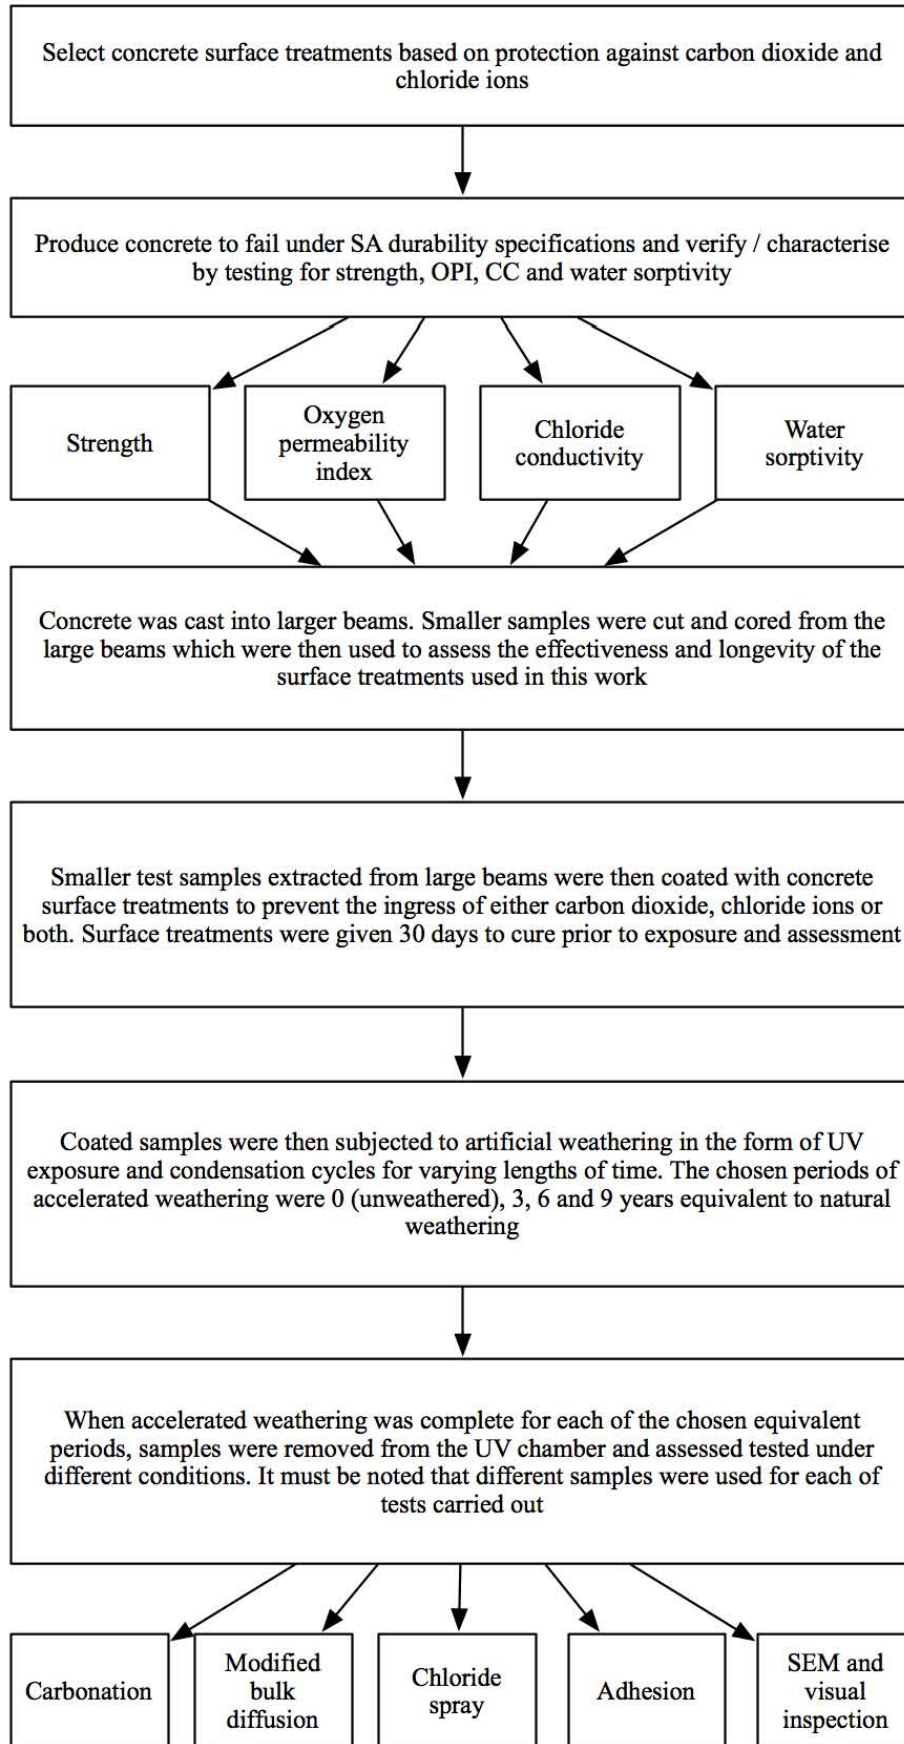 Select concrete surface treatments based on protection against carbon dioxide and
chloride ions
Produce concrete to fail under SA durability specifications and verify / characterise
by testing for strength, OPI, CC and water sorptivity
Strength
Oxygen
permeability
index
Chloride
conductivity
Water
sorptivity
Concrete was cast into larger beams. Smaller samples were cut and cored from the
large beams which were then used to assess the effectiveness and longevity of the
surface treatments used in this work
Smaller test samples extracted from large beams were then coated with concrete
surface treatments to prevent the ingress of either carbon dioxide, chloride ions or
both. Surface treatments were given 30 days to cure prior to exposure and assessment
Coated samples were then subjected to artificial weathering in the form of UV
exposure and condensation cycles for varying lengths of time. The chosen periods of
accelerated weathering were 0 (unweathered), 3, 6 and 9 years equivalent to natural
weathering
When accelerated weathering was complete for each of the chosen equivalent
periods, samples were removed from the UV chamber and assessed tested under
different conditions. It must be noted that different samples were used for each of
tests carried out
Carbonation
Modified
bulk
diffusion
Chloride
spray
Adhesion
SEM and
visual
inspection